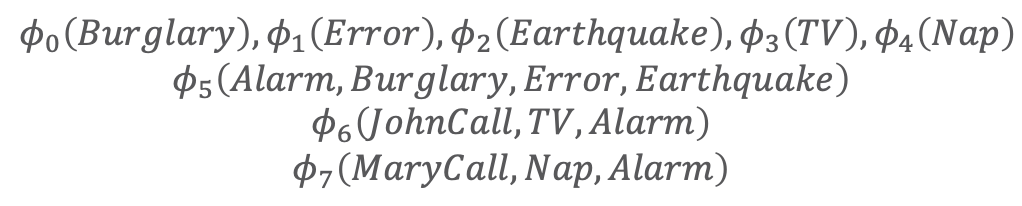 ϕ₀(Burglary), ϕ₁(Error), ϕ₂(Earthquake), ϕ₃(TV), ϕ₄(Nap)
ϕ₅(Alarm, Burglary, Error, Earthquake)
ϕ₆(JohnCall, TV, Alarm)
ϕ₇(MaryCall, Nap, Alarm)